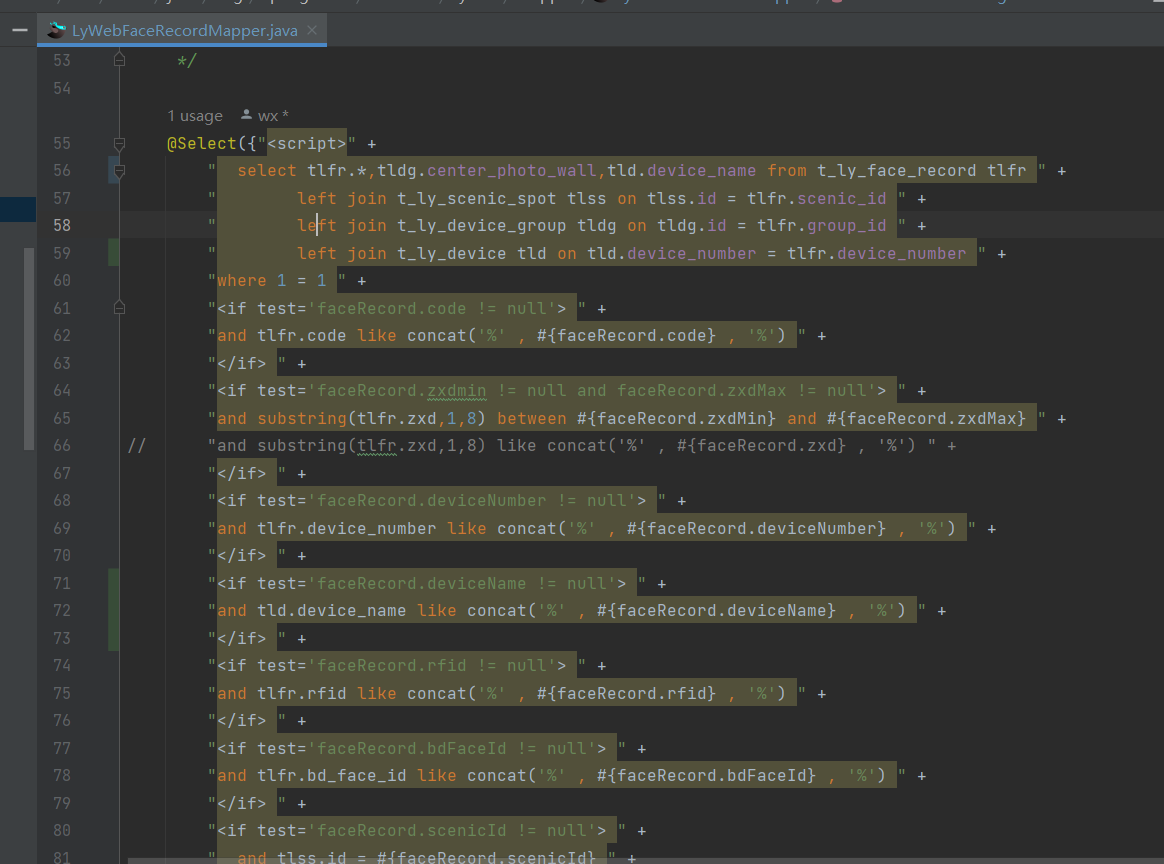 LyWebFaceRecordMapper.java
53 */
54
1 usage wx *
55 @Select({"<script>" +
56 " select tlfr.*,tldg.center_photo_wall,tld.device_name from t_ly_face_record tlfr " +
57 " left join t_ly_scenic_spot tlss on tlss.id = tlfr.scenic_id " +
58 " left join t_ly_device_group tldg on tldg.id = tlfr.group_id " +
59 " left join t_ly_device tld on tld.device_number = tlfr.device_number " +
60 "where 1 = 1 " +
61 "<if test='faceRecord.code != null'> " +
62 "and tlfr.code like concat('%' , #{faceRecord.code} , '%') " +
63 "</if> " +
64 "<if test='faceRecord.zxdmin != null and faceRecord.zxdMax != null'> " +
65 "and substring(tlfr.zxd,1,8) between #{faceRecord.zxdMin} and #{faceRecord.zxdMax} " +
66 // "and substring(tlfr.zxd,1,8) like concat('%' , #{faceRecord.zxd} , '%') " +
67 "</if> " +
68 "<if test='faceRecord.deviceNumber != null'> " +
69 "and tlfr.device_number like concat('%' , #{faceRecord.deviceNumber} , '%') " +
70 "</if> " +
71 "<if test='faceRecord.deviceName != null'> " +
72 "and tld.device_name like concat('%' , #{faceRecord.deviceName} , '%') " +
73 "</if> " +
74 "<if test='faceRecord.rfid != null'> " +
75 "and tlfr.rfid like concat('%' , #{faceRecord.rfid} , '%') " +
76 "</if> " +
77 "<if test='faceRecord.bdFaceId != null'> " +
78 "and tlfr.bd_face_id like concat('%' , #{faceRecord.bdFaceId} , '%') " +
79 "</if> " +
80 "<if test='faceRecord.scenicId != null'> " +
81 " and tlss.id = #{faceRecord.scenicId} " +